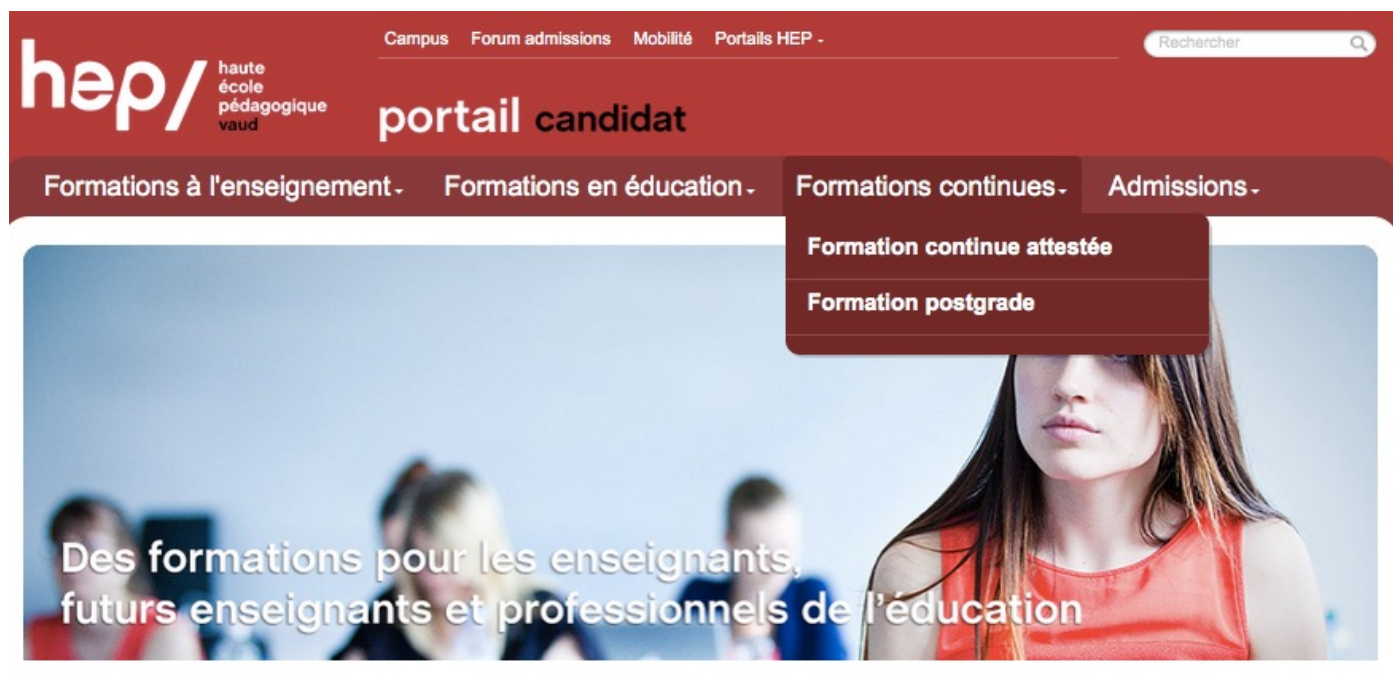 Campus Forum admissions Mobilité Portails HEP
Rechercher
hep/
haute
école
pédagogique
vaud
portail candidat
Formations à l'enseignement Formations en éducation Formations continues Admissions
Formation continue attestée
Formation postgrade
Des formations pour les enseignants,
futurs enseignants et professionnels de l'éducation